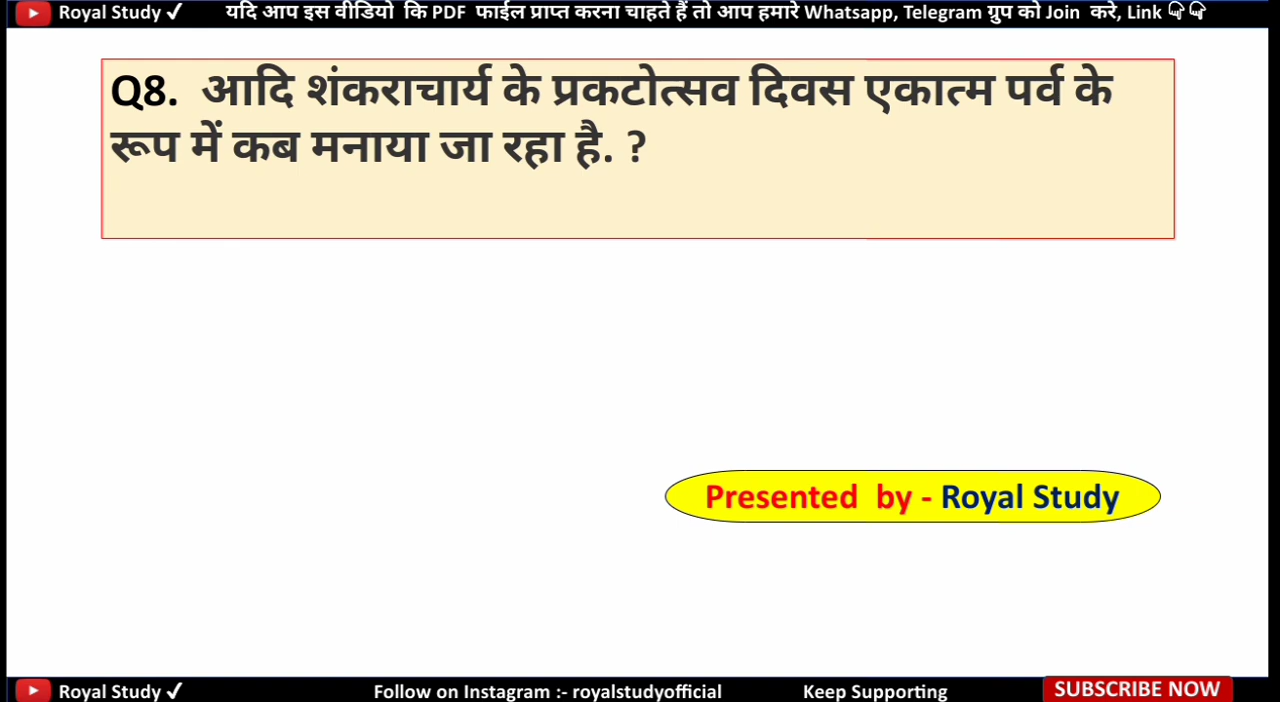 Royal Study ✓ यदि आप इस वीडियो कि PDF फाईल प्राप्त करना चाहते हैं तो आप हमारे Whatsapp, Telegram ग्रुप को Join करे, Link 👇👇
Q8. आदि शंकराचार्य के प्रकटोत्सव दिवस एकात्म पर्व के
रूप में कब मनाया जा रहा है. ?
Presented by - Royal Study
Royal Study ✓ Follow on Instagram :- royalstudyofficial Keep Supporting SUBSCRIBE NOW